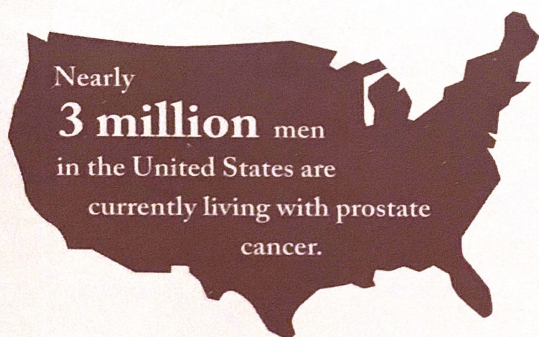 Nearly
3 million men
in the United States are
currently living with prostate
cancer.